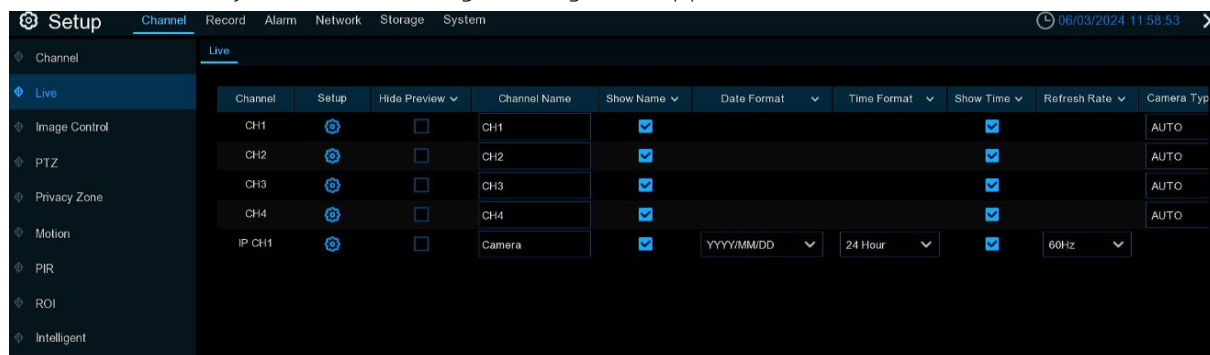 Setup Channel Record Alarm Network Storage System 06/03/2024 11:58:53
Channel
Live
Live
Channel Setup Hide Preview Channel Name Show Name Date Format Time Format Show Time Refresh Rate Camera Typ
Image Control
CH1 CH1 AUTO
PTZ
CH2 CH2 AUTO
Privacy Zone
CH3 CH3 AUTO
CH4 CH4 AUTO
Motion
IP CH1 Camera YYYY/MM/DD 24 Hour 60Hz
PIR
ROI
Intelligent